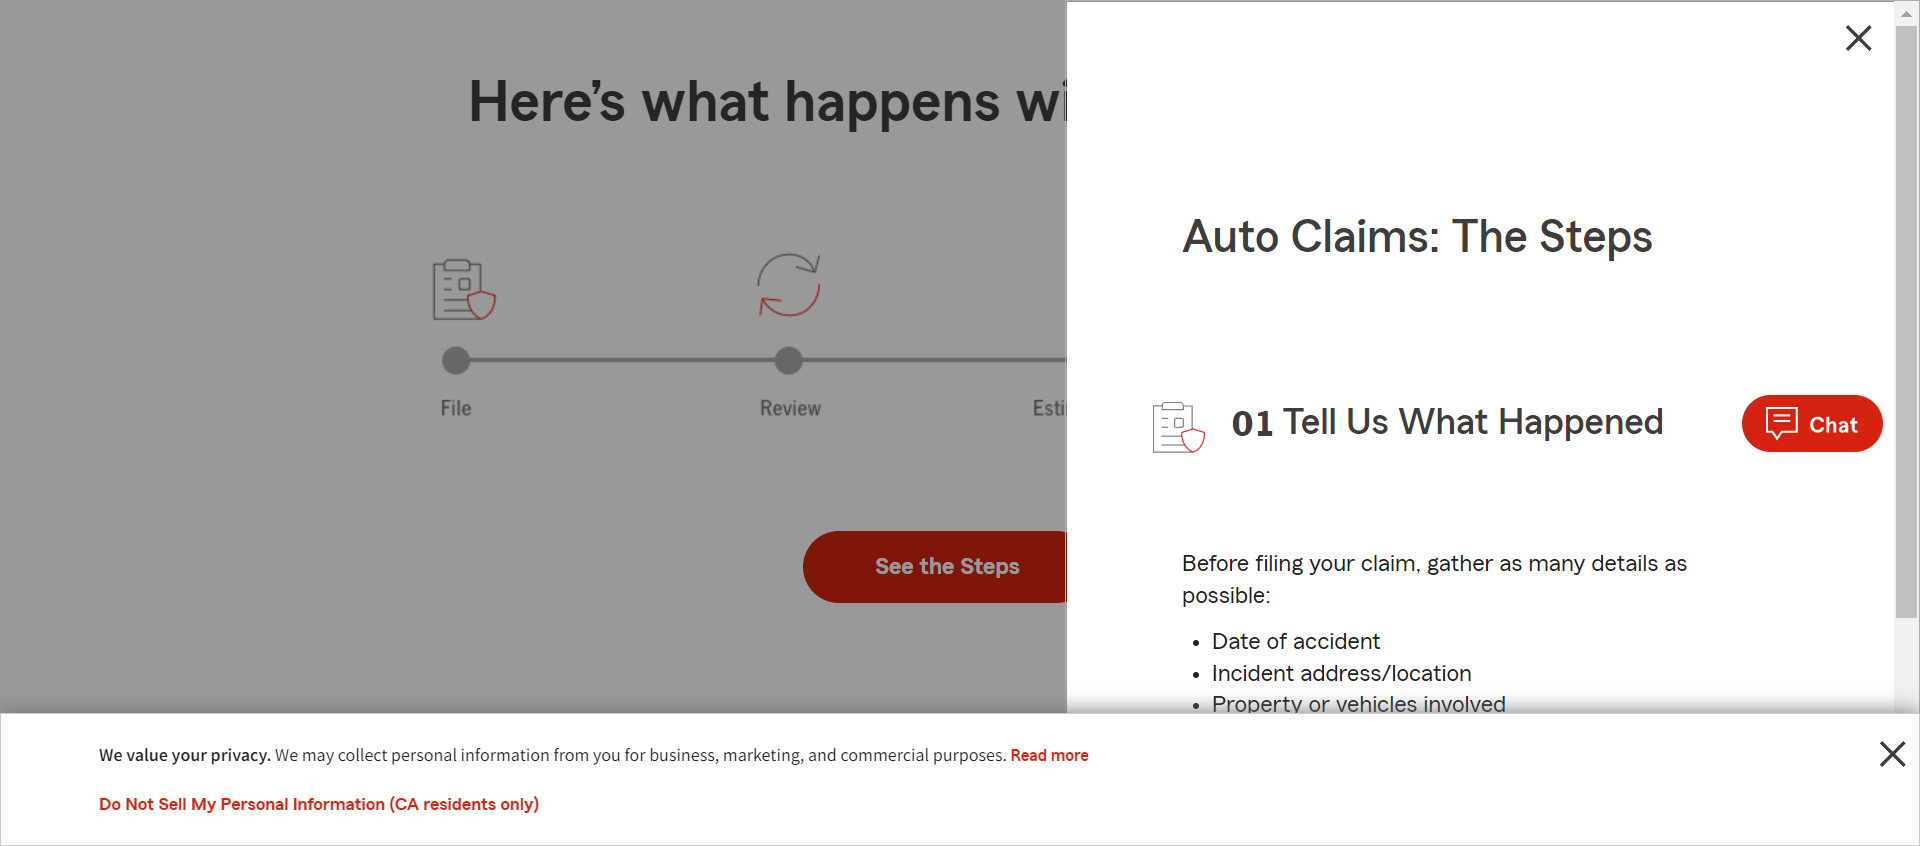 Here’s what happens wi
File
Review
Esti
See the Steps
Auto Claims: The Steps
01 Tell Us What Happened
Chat
Before filing your claim, gather as many details as
possible:
• Date of accident
• Incident address/location
• Property or vehicles involved
We value your privacy. We may collect personal information from you for business, marketing, and commercial purposes. Read more
Do Not Sell My Personal Information (CA residents only)